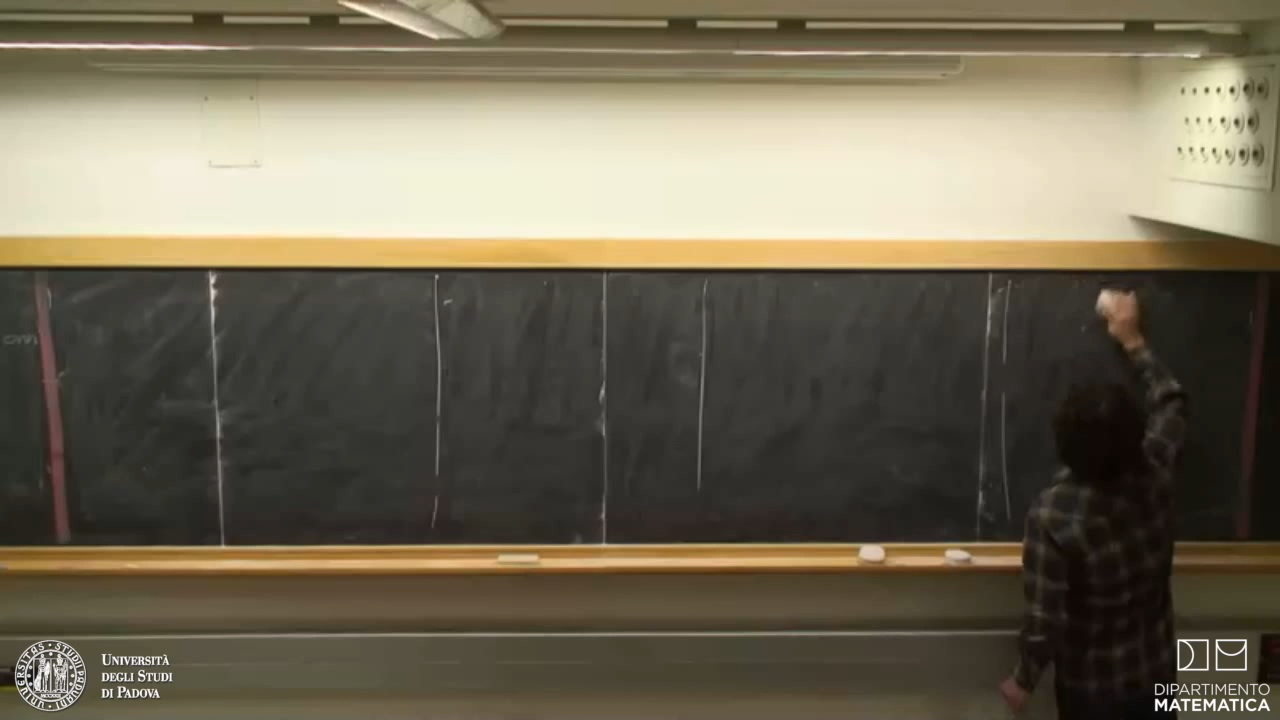 UNIVERSITÀ
DEGLI STUDI
DI PADOVA
DIPARTIMENTO
MATEMATICA